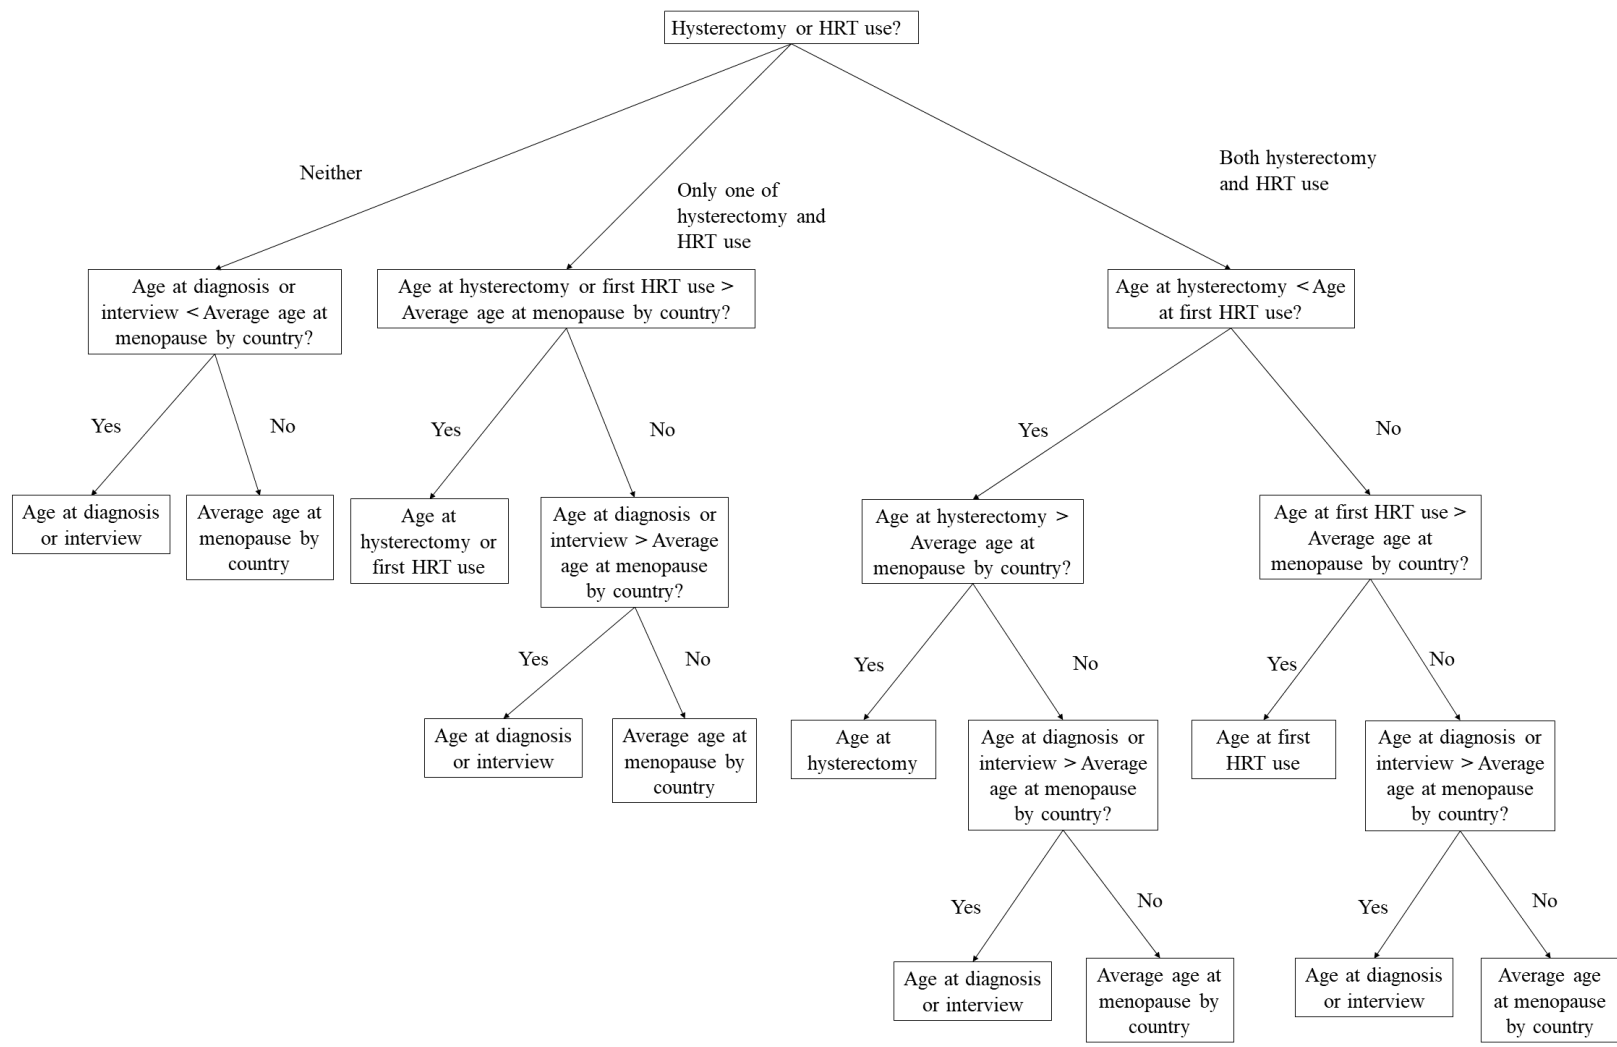 Hysterectomy or HRT use?
Neither
Only one of
hysterectomy and
HRT use
Both hysterectomy
and HRT use
Age at diagnosis or
interview < Average age at
menopause by country?
Age at hysterectomy or first HRT use >
Average age at menopause by country?
Age at hysterectomy < Age
at first HRT use?
Yes
No
Yes
No
Yes
No
Age at diagnosis
or interview
Average age at
menopause by
country
Age at
hysterectomy or
first HRT use
Age at diagnosis or
interview > Average
age at menopause
by country?
Age at hysterectomy >
Average age at
menopause by country?
Age at first HRT use >
Average age at
menopause by country?
Yes
No
Yes
No
Yes
No
Age at diagnosis
or interview
Average age at
menopause by
country
Age at
hysterectomy
Age at diagnosis or
interview > Average
age at menopause
by country?
Age at first
HRT use
Age at diagnosis or
interview > Average
age at menopause
by country?
Yes
No
Yes
No
Age at diagnosis
or interview
Average age at
menopause by
country
Age at diagnosis
or interview
Average age
at menopause
by country